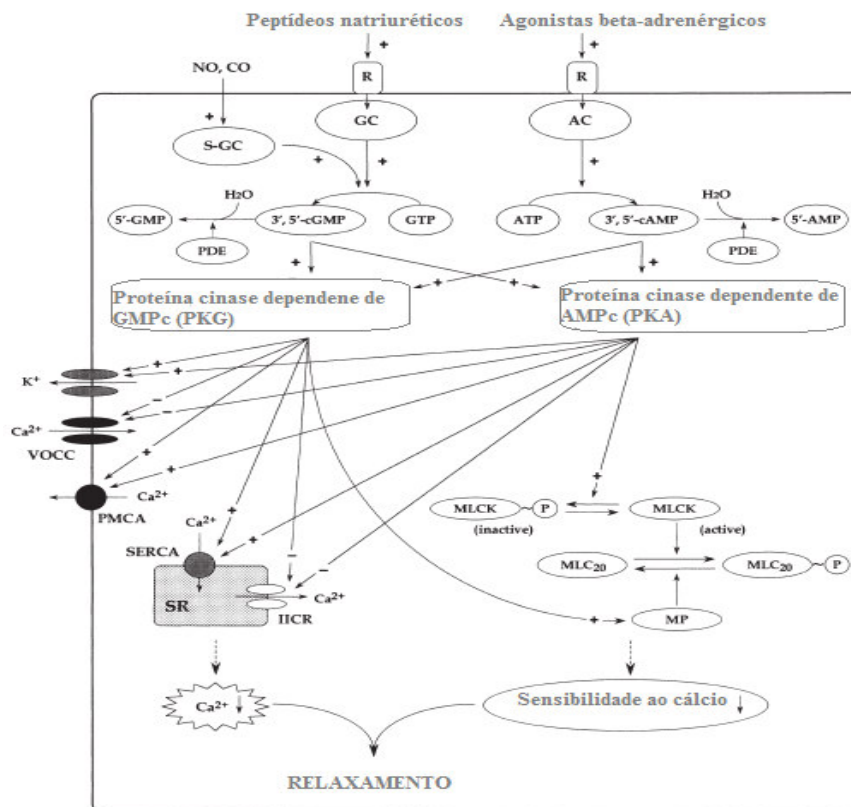 Peptídeos natriuréticos
Agonistas beta-adrenérgicos
+
+
NO, CO
R
R
+
GC
AC
S-GC
+
+
+
H2O
H2O
5′-GMP
3′, 5′-cGMP
GTP
ATP
3′, 5′-cAMP
5′-AMP
PDE
PDE
+
+
+
+
Proteína cinase dependene de
GMPc (PKG)
Proteína cinase dependente de
AMPc (PKA)
+
+
K+
−
−
Ca2+
VOCC
+
+
Ca2+
PMCA
+
MLCK
P
MLCK
(inactive)
(active)
Ca2+
+
+
SERCA
−
−
MLC20
MLC20
P
SR
Ca2+
IICR
+
MP
Ca2+
Sensibilidade ao cálcio
RELAXAMENTO